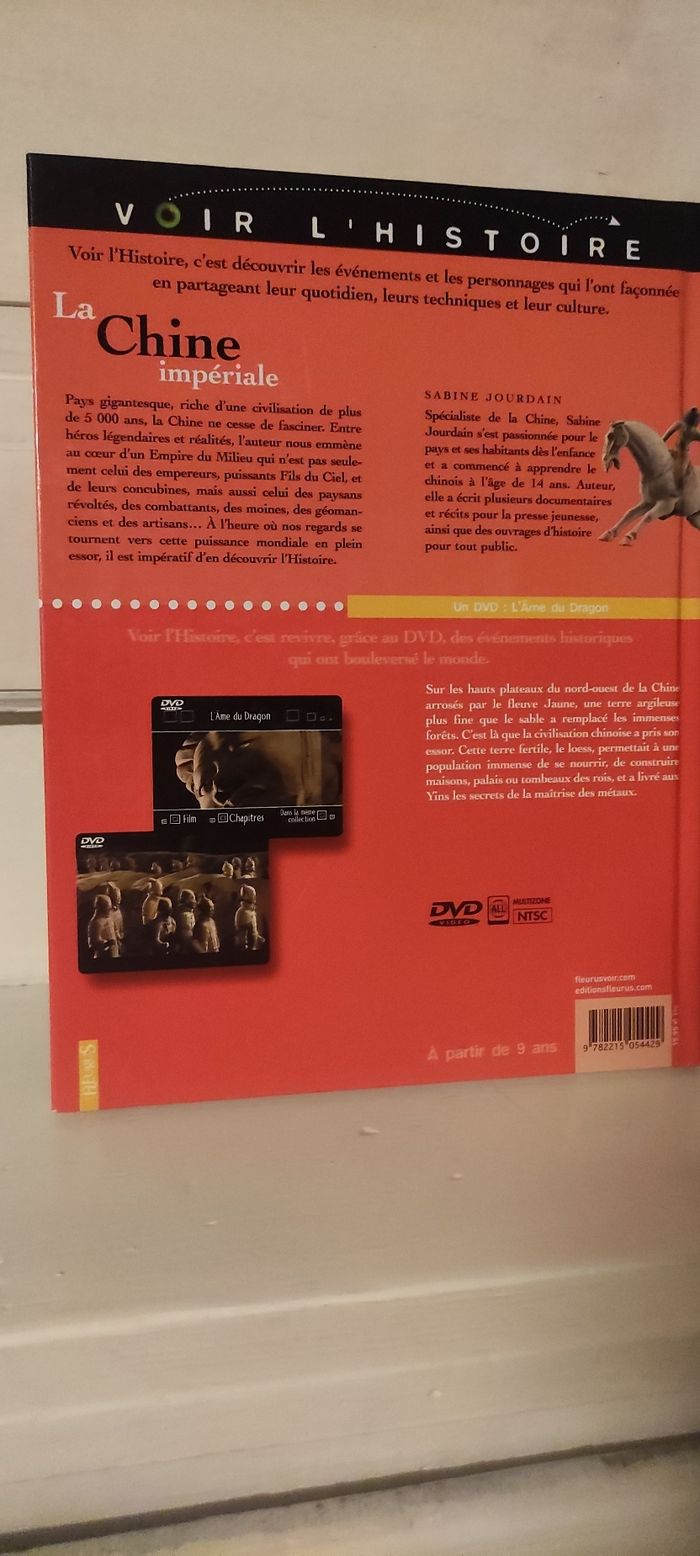 VOIR L'HISTOIRE
Voir l'Histoire, c'est découvrir les événements et les personnages qui l'ont façonnée
en partageant leur quotidien, leurs techniques et leur culture.
La
Chine
impériale
Pays gigantesque, riche d'une civilisation de plus
de 5 000 ans, la Chine ne cesse de fasciner. Entre
héros légendaires et réalités, l'auteur nous emmène
au cœur d'un Empire du Milieu qui n'est pas seule-
ment celui des empereurs, puissants Fils du Ciel, et
de leurs concubines, mais aussi celui des paysans
révoltés, des combattants, des moines, des géoman-
ciens et des artisans... À l'heure où nos regards se
tournent vers cette puissance mondiale en plein
essor, il est impératif d'en découvrir l'Histoire.
SABINE JOURDAIN
Spécialiste de la Chine, Sabine
Jourdain s'est passionnée pour le
pays et ses habitants dès l'enfance
et a commencé à apprendre le
chinois à l'âge de 14 ans. Auteur,
elle a écrit plusieurs documentaires
et récits pour la presse jeunesse,
ainsi que des ouvrages d'histoire
pour tout public.
Un DVD : L'Âme du Dragon
Voir l'Histoire, c'est revivre, grâce au DVD, des événements historiques
qui ont bouleversé le monde.
DVD
VIDEO
L'Âme du Dragon
Film
Chapitres
Dans la même
collection
DVD
VIDEO
Sur les hauts plateaux du nord-ouest de la Chine
arrosés par le fleuve Jaune, une terre argileuse
plus fine que le sable a remplacé les immenses
forêts. C'est là que la civilisation chinoise a pris son
essor. Cette terre fertile, le loess, permettait à une
population immense de se nourrir, de construire
maisons, palais ou tombeaux des rois, et a livré aux
Yins les secrets de la maîtrise des métaux.
DVD
VIDEO
ALL
MULTIZONE
NTSC
fleurusvoir.com
editionsfleurus.com
9 782215 054429
À partir de 9 ans
FLEURUS